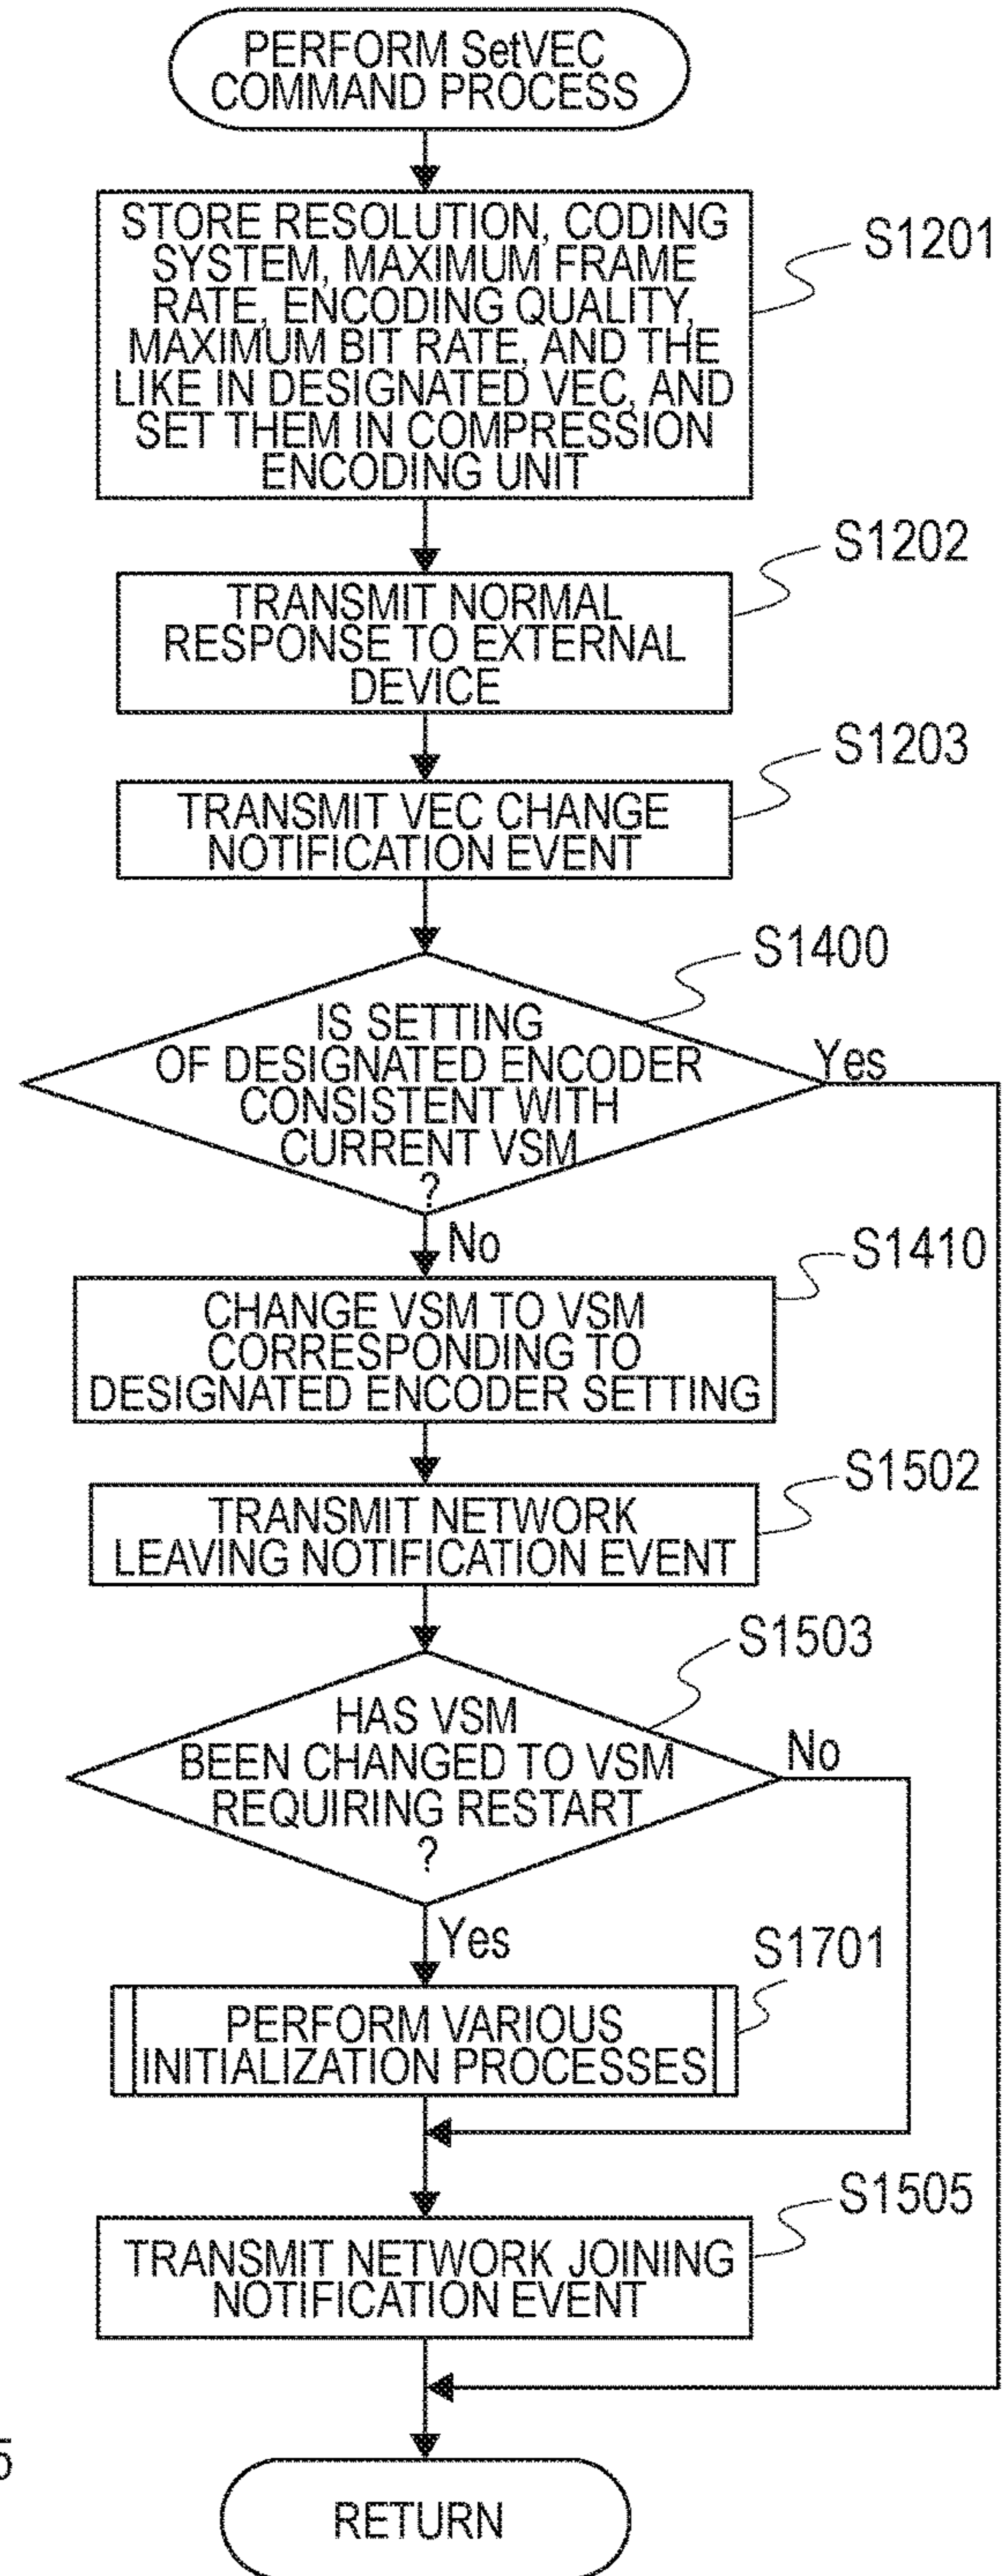 PERFORM SetVEC
COMMAND PROCESS
STORE RESOLUTION, CODING
SYSTEM, MAXIMUM FRAME
RATE, ENCODING QUALITY,
MAXIMUM BIT RATE, AND THE
LIKE IN DESIGNATED VEC, AND
SET THEM IN COMPRESSION
ENCODING UNIT
S1201
TRANSMIT NORMAL
RESPONSE TO EXTERNAL
DEVICE
S1202
TRANSMIT VEC CHANGE
NOTIFICATION EVENT
S1203
IS SETTING
OF DESIGNATED ENCODER
CONSISTENT WITH
CURRENT VSM
?
S1400
Yes
No
CHANGE VSM TO VSM
CORRESPONDING TO
DESIGNATED ENCODER SETTING
S1410
TRANSMIT NETWORK
LEAVING NOTIFICATION EVENT
S1502
HAS VSM
BEEN CHANGED TO VSM
REQUIRING RESTART
?
S1503
No
Yes
PERFORM VARIOUS
INITIALIZATION PROCESSES
S1701
TRANSMIT NETWORK JOINING
NOTIFICATION EVENT
S1505
5
RETURN